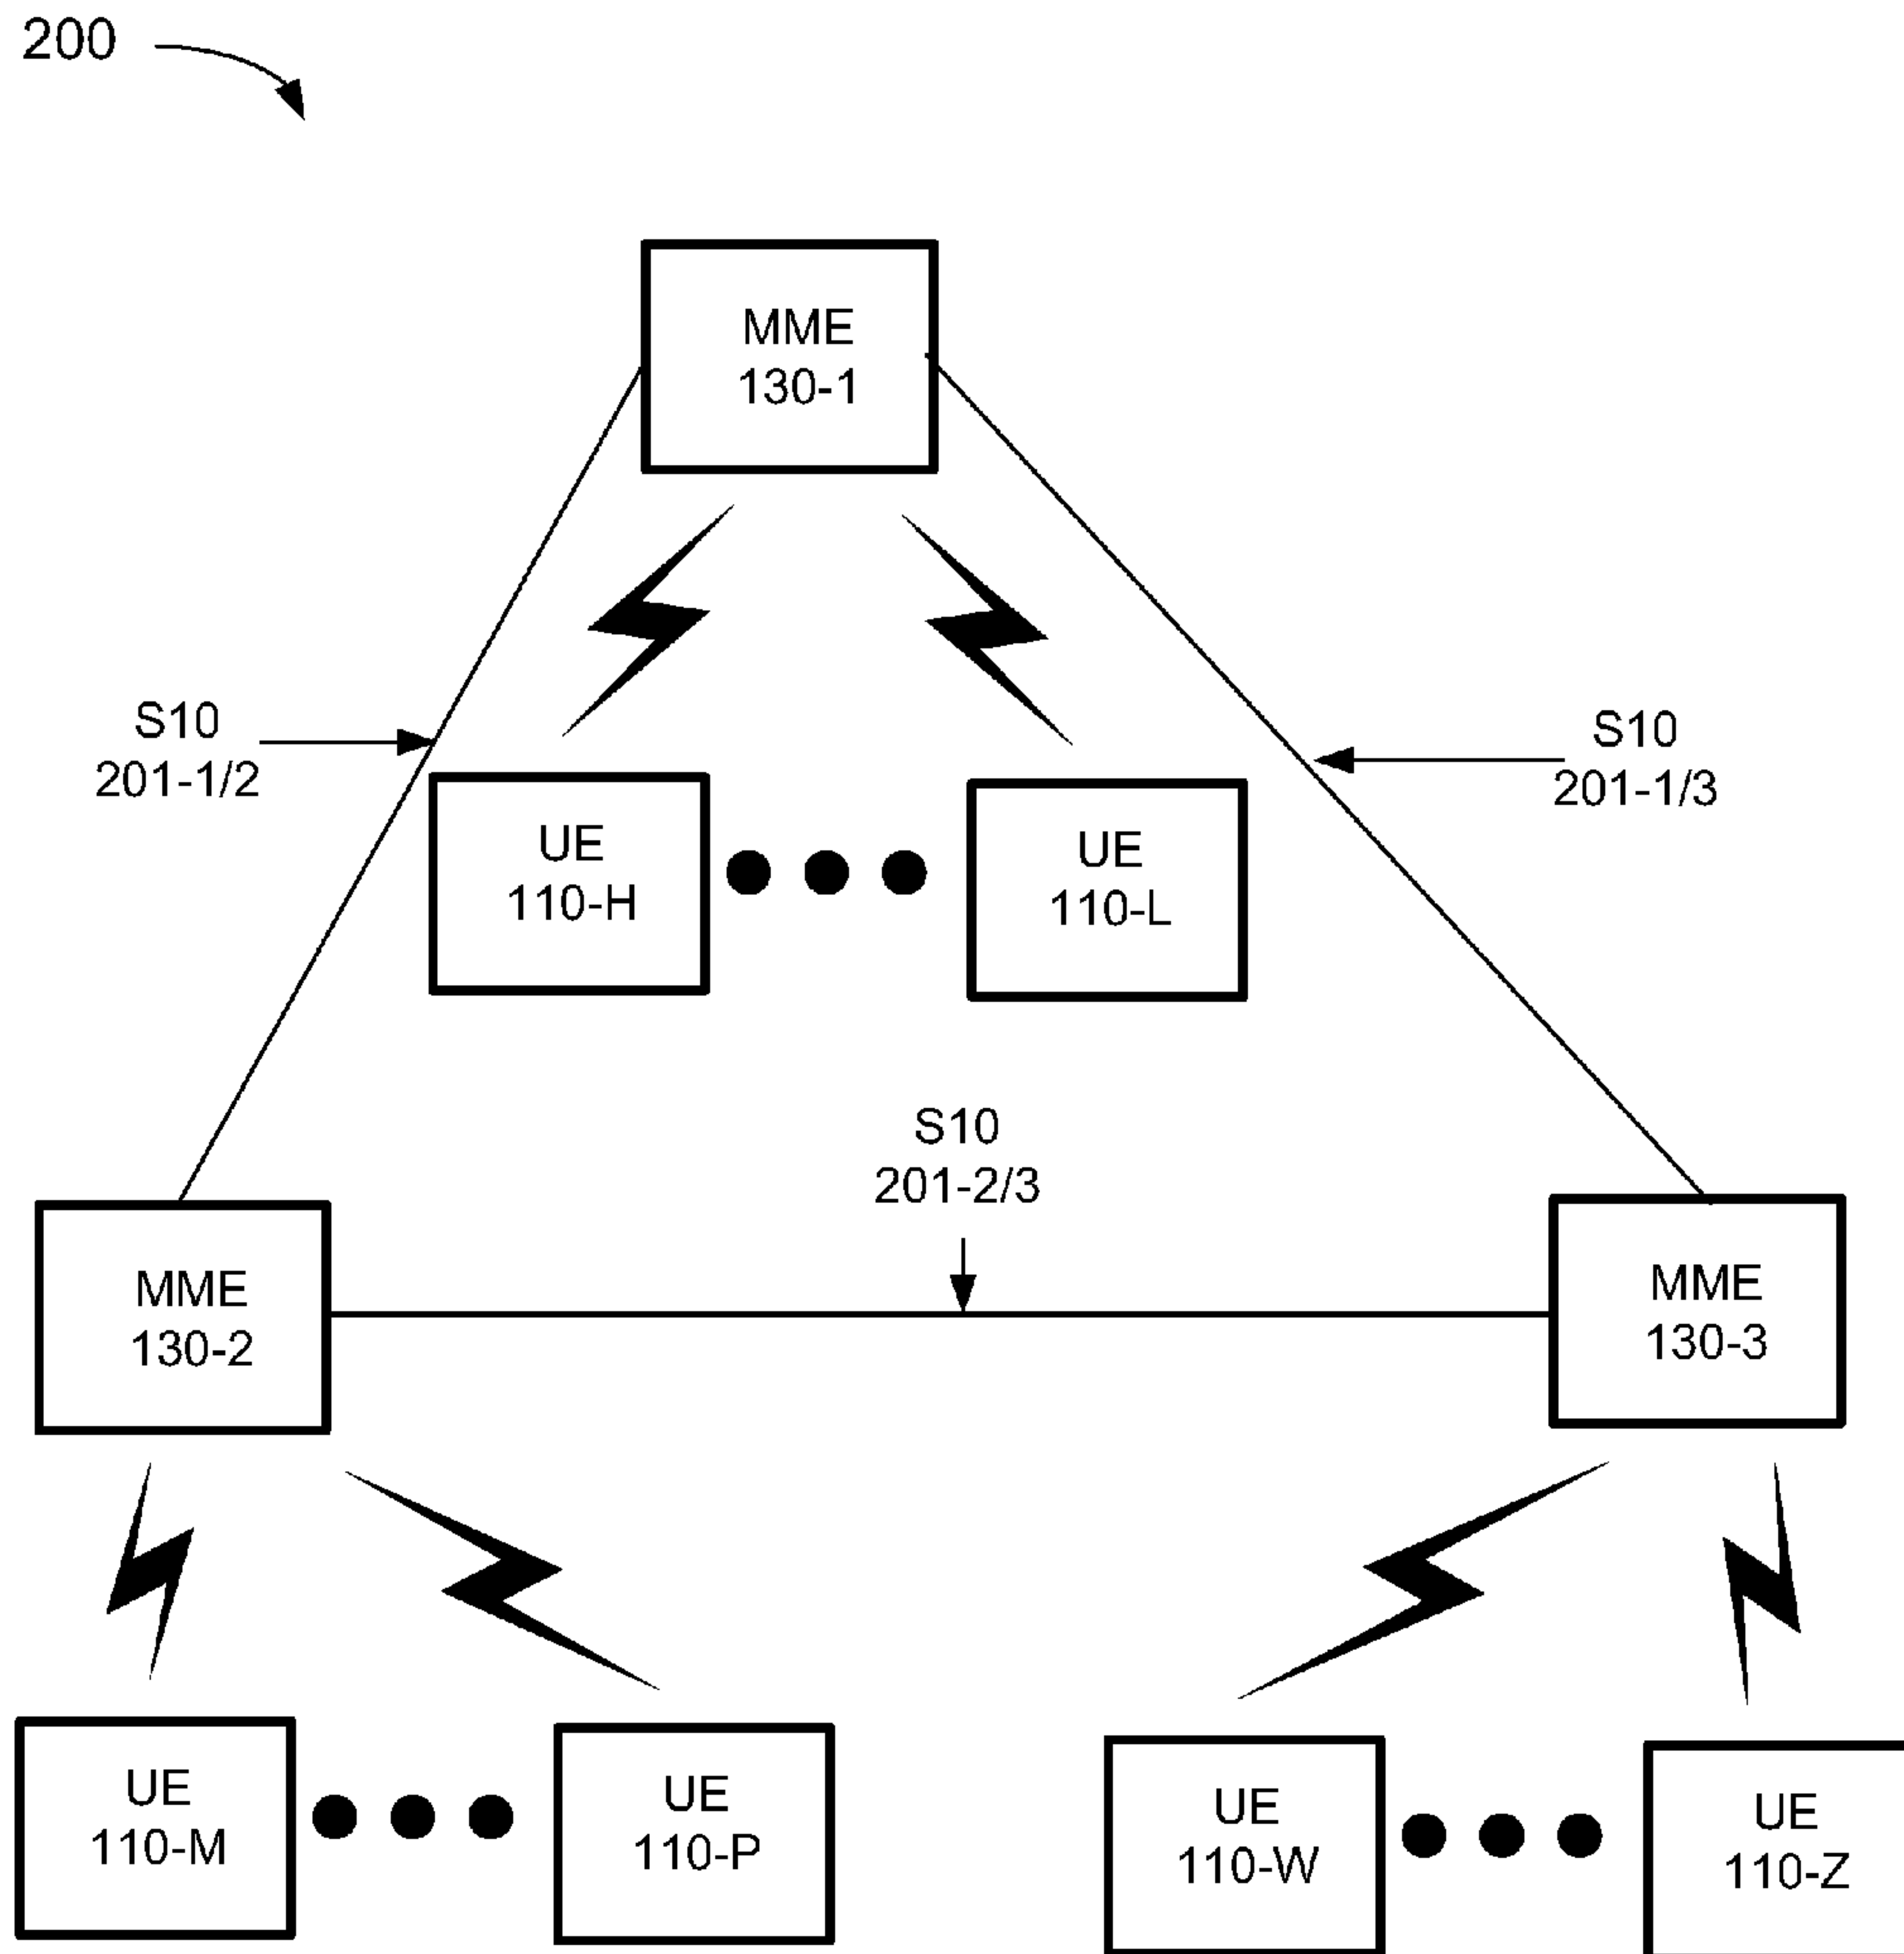 200
MME
130-1
S10
201-1/2
S10
201-1/3
UE
110-H
UE
110-L
S10
201-2/3
MME
130-2
MME
130-3
UE
110-M
UE
110-P
UE
110-W
UE
110-Z